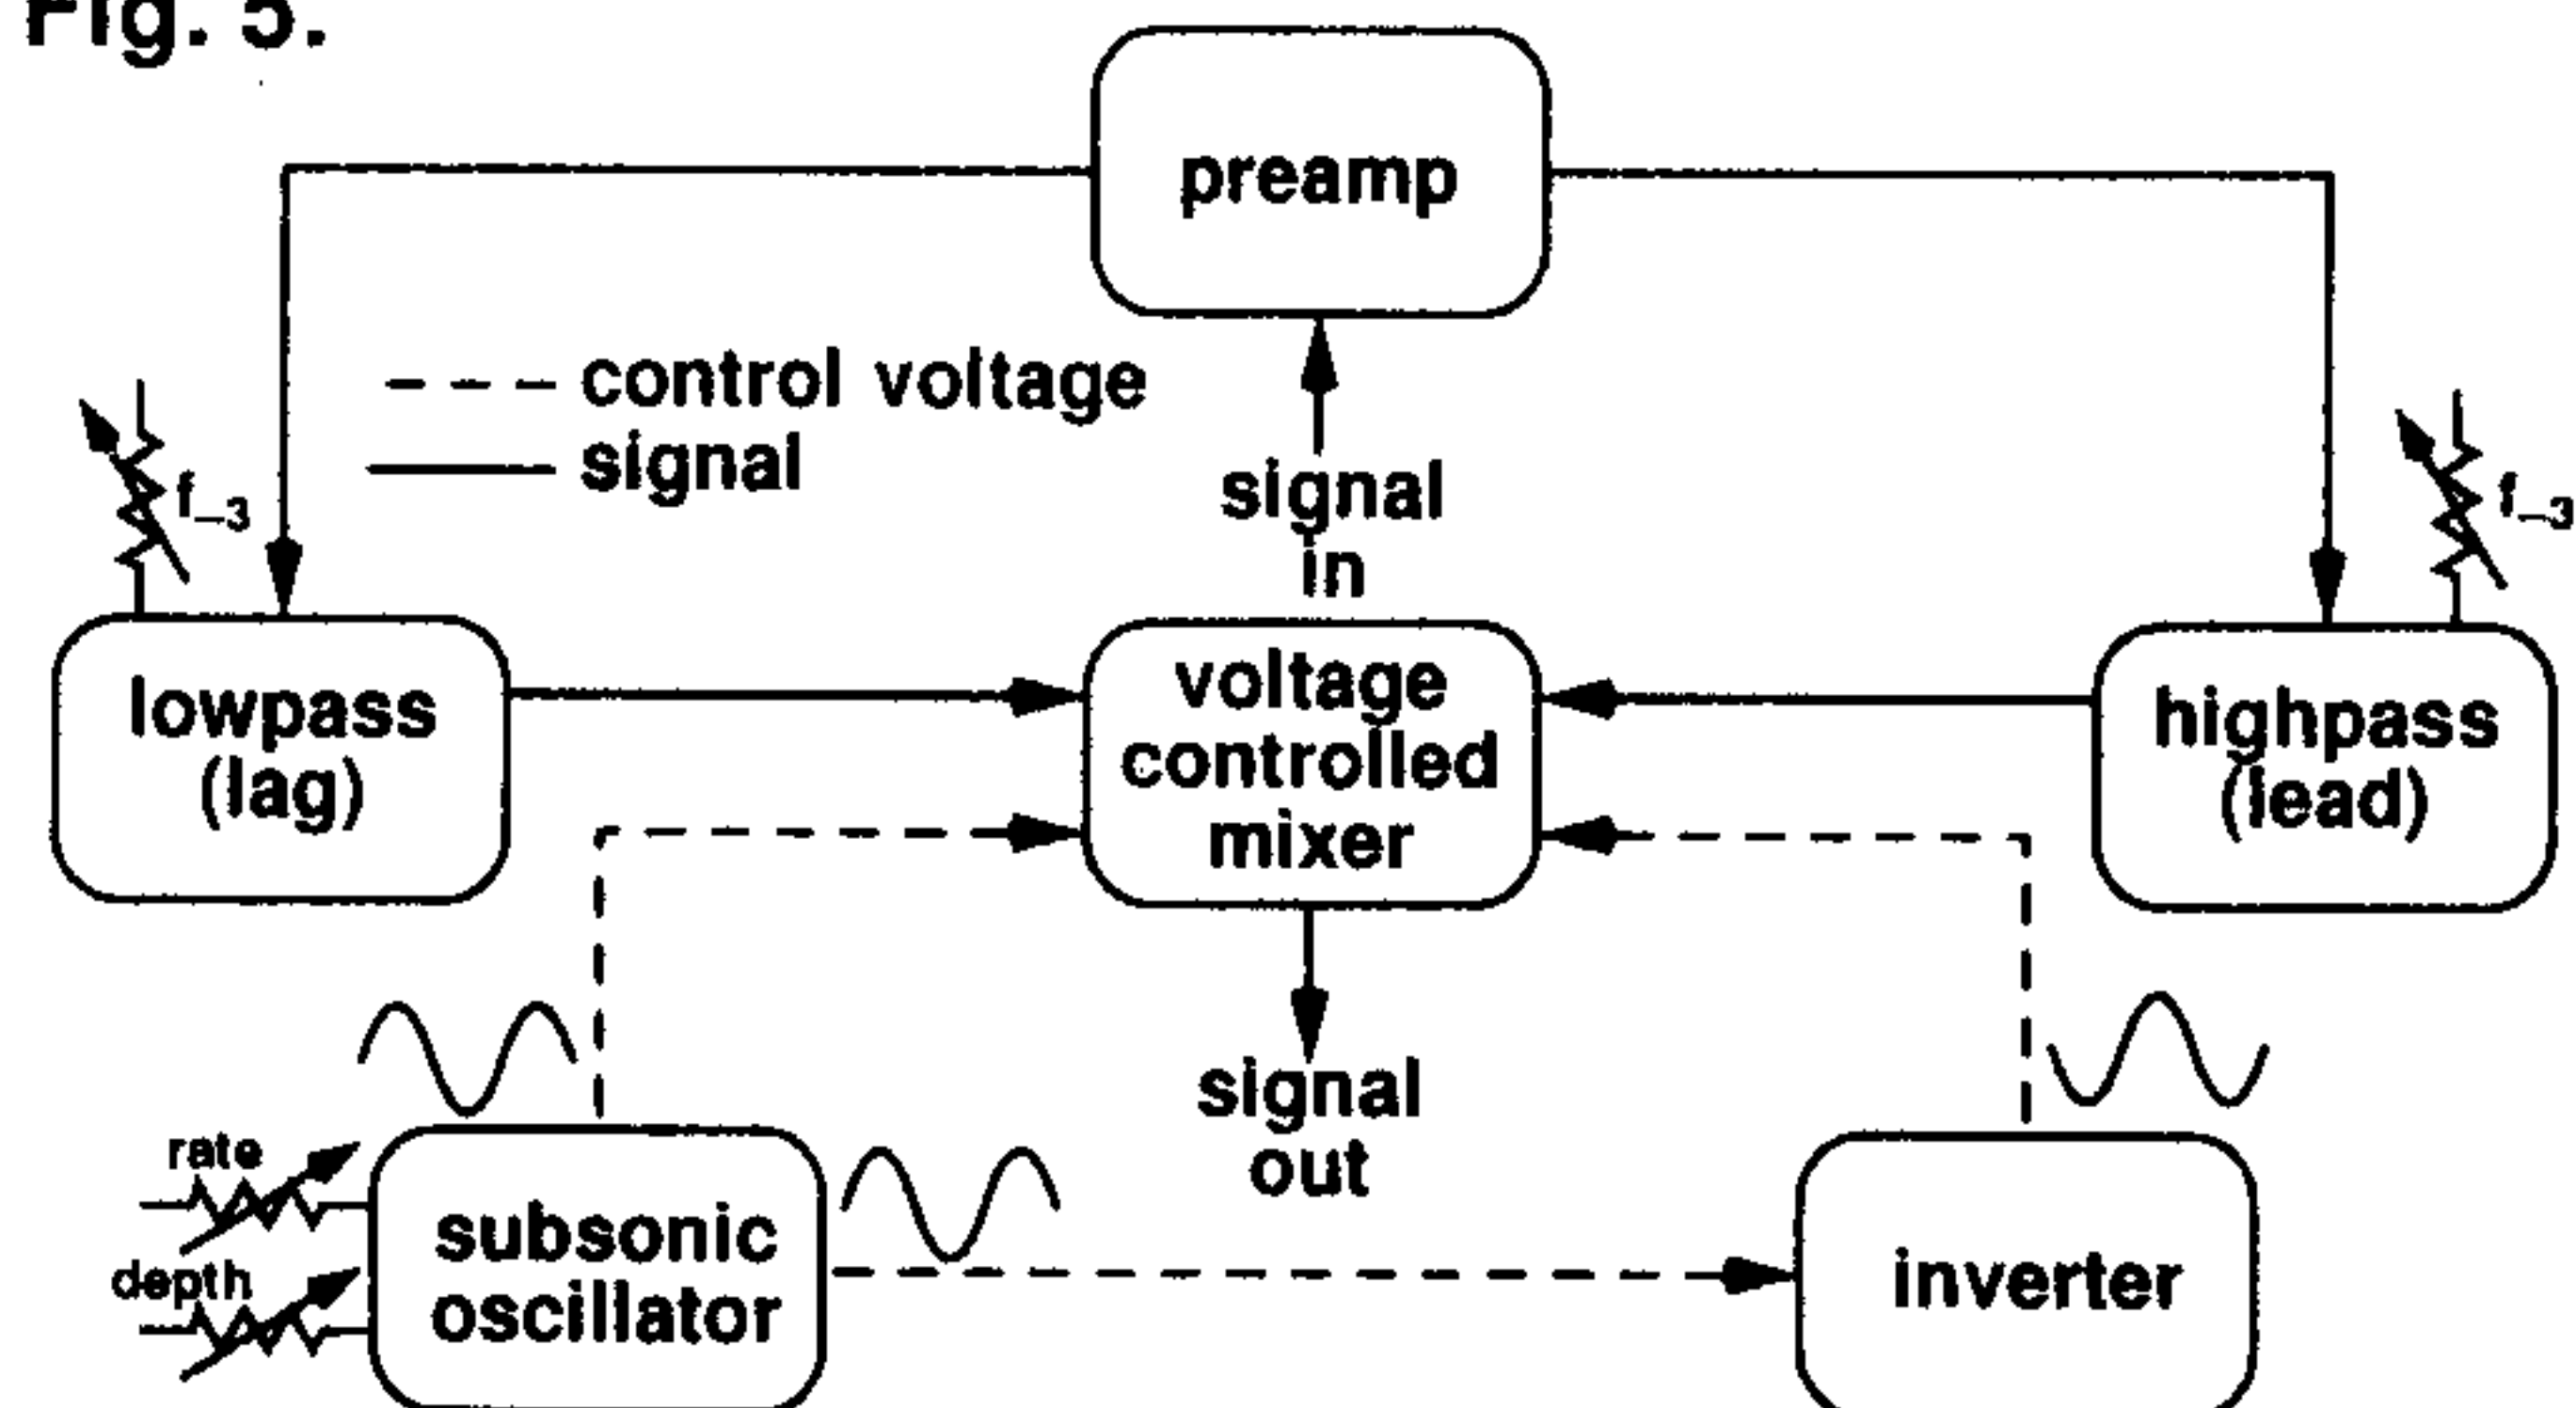 Fig. 5.
preamp
control voltage
signal
signal
in
f–3
f–3
lowpass
(lag)
voltage
controlled
mixer
highpass
(lead)
signal
out
rate
depth
subsonic
oscillator
inverter